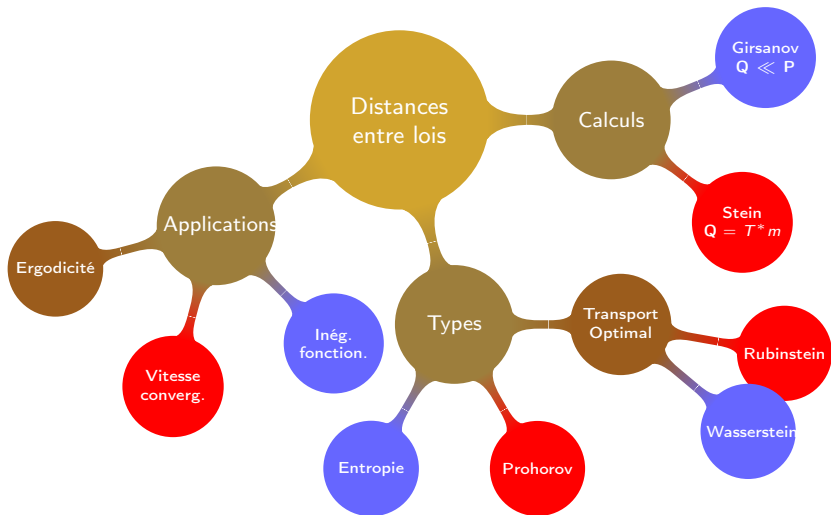 Girsanov
Q ≪ P
Distances
entre lois
Calculs
Stein
Q = T* m
Applications
Ergodicité
Inég.
fonction.
Vitesse
converg.
Types
Transport
Optimal
Rubinstein
Wasserstein
Entropie
Prohorov